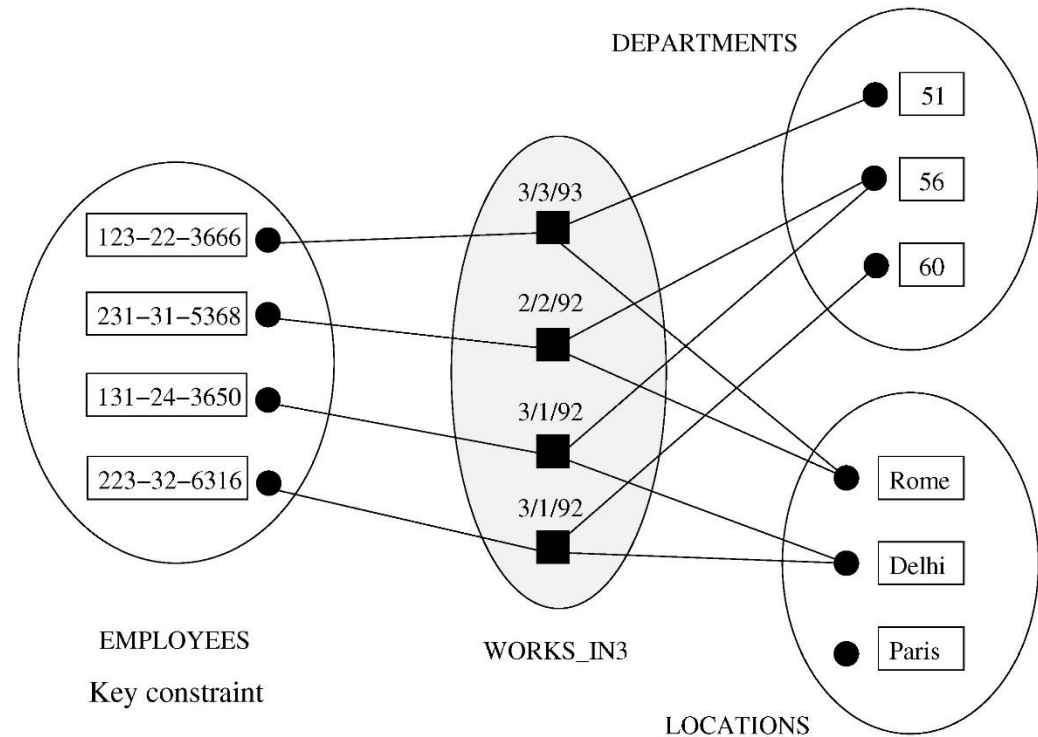 DEPARTMENTS
51
56
60
3/3/93
2/2/92
3/1/92
3/1/92
123−22−3666
231−31−5368
131−24−3650
223−32−6316
Rome
Delhi
Paris
EMPLOYEES
WORKS_IN3
Key constraint
LOCATIONS